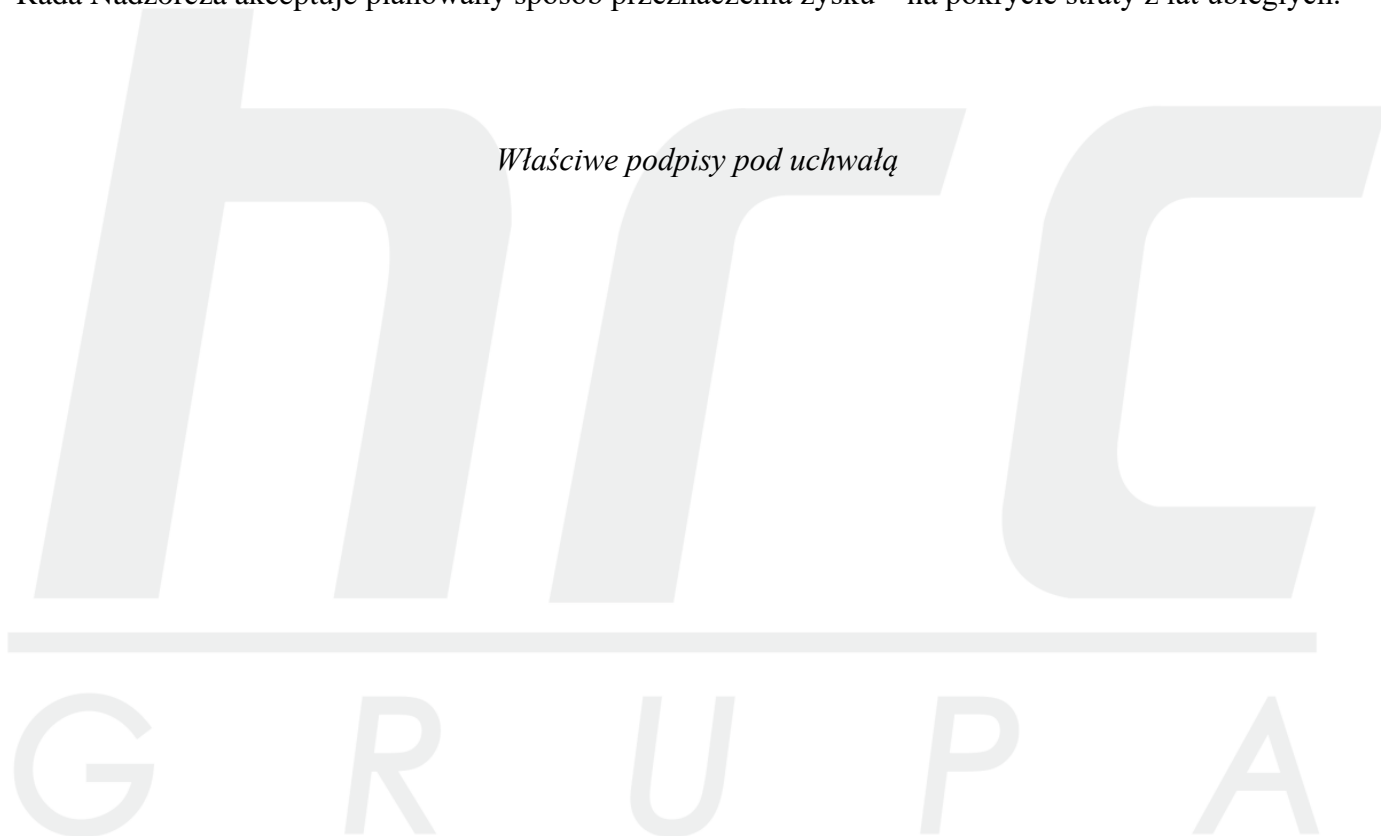 Rada Nadzorcza akceptuje planowany sposób przeznaczenia zysku – na pokrycie straty z lat ubiegłych.
Właściwe podpisy pod uchwałą
hrc
GRUPA